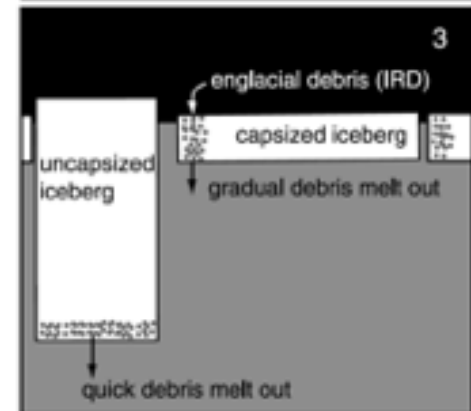 3
englacial debris (IRD)
capsized iceberg
uncapsized
iceberg
gradual debris melt out
quick debris melt out